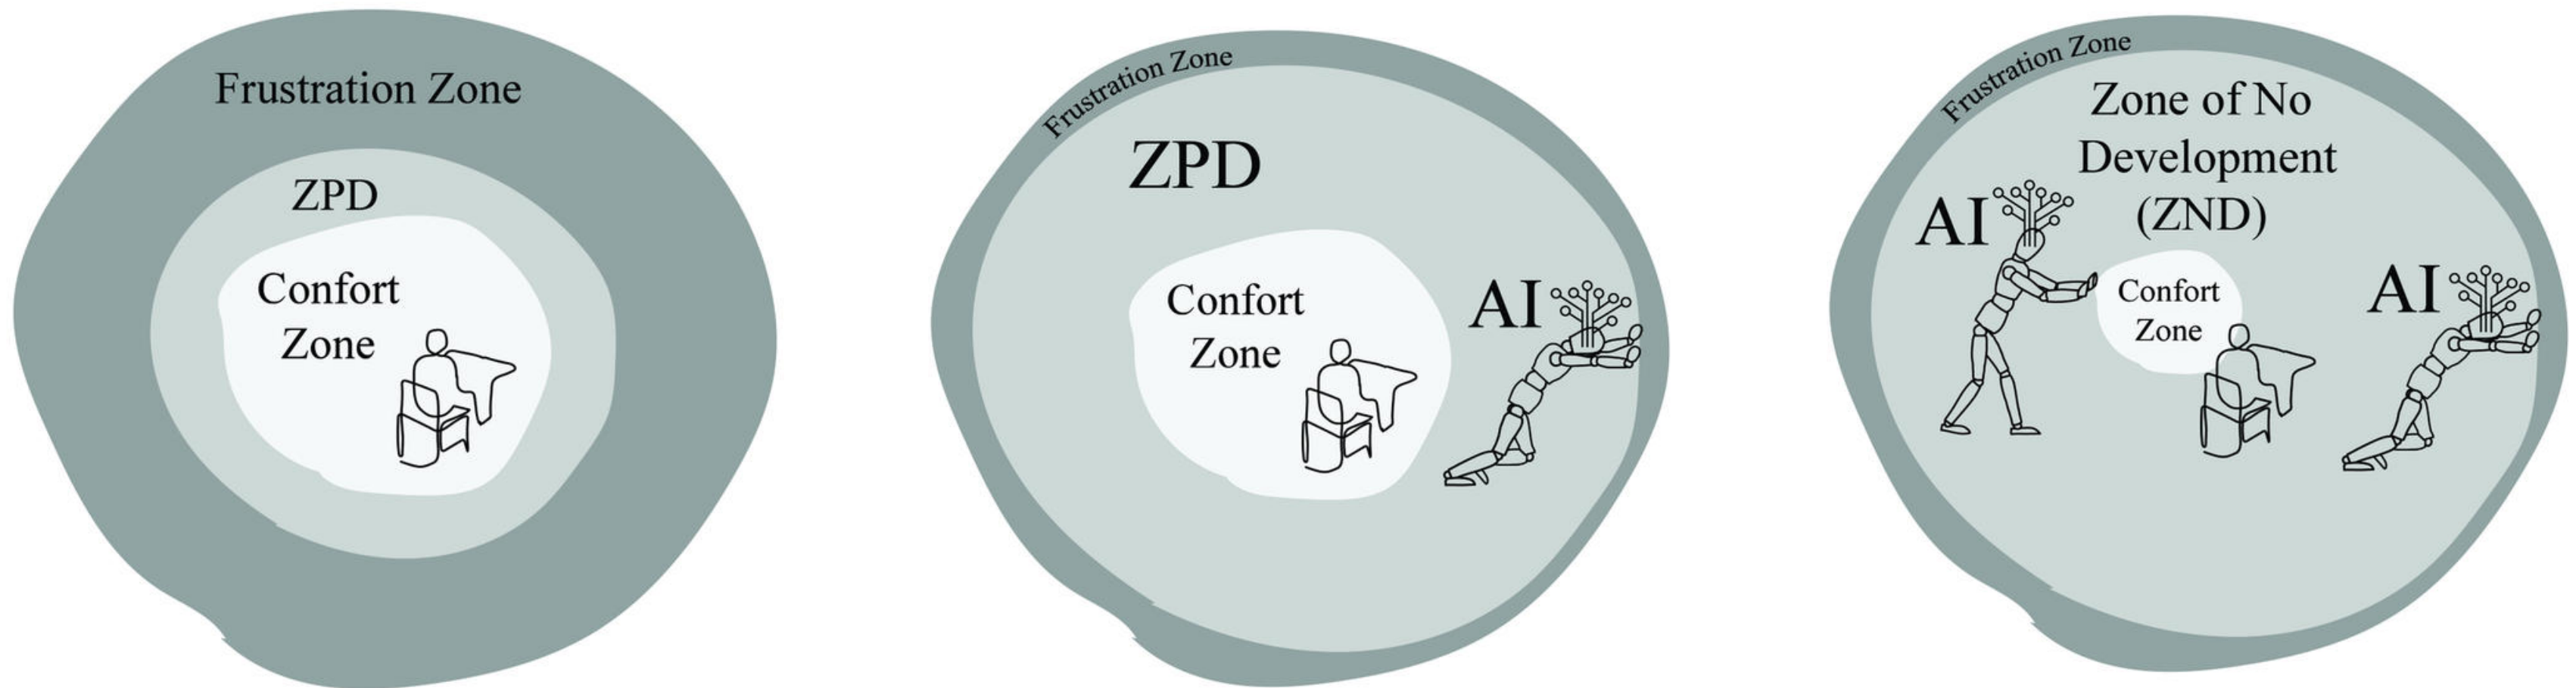 Frustration Zone
ZPD
Confort
Zone
Frustration Zone
ZPD
Confort
Zone
AI
Frustration Zone
Zone of No
Development
(ZND)
AI
Confort
Zone
AI